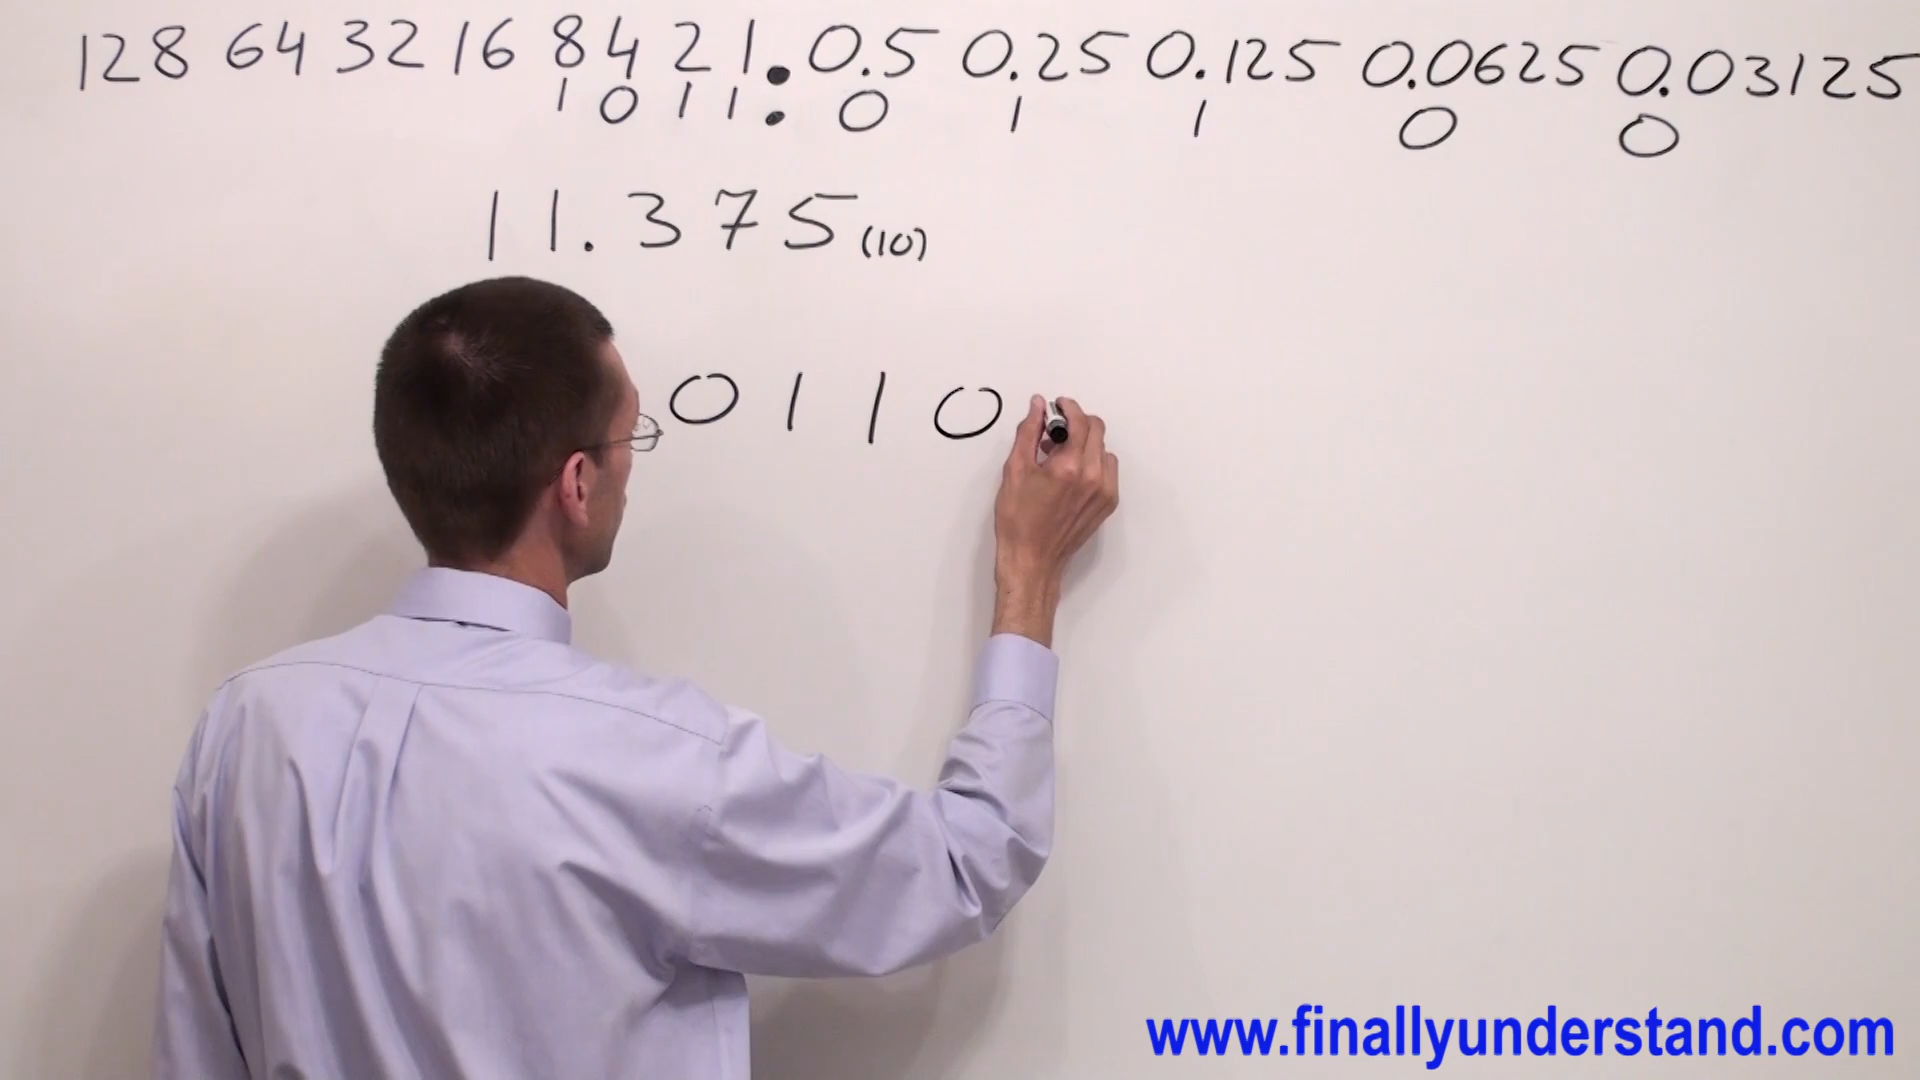 128 64 32 16 8 4 2 1 . 0.5 0.25 0.125 0.0625 0.03125
1 0 1 1 . 0 1 1 0 0
11.375(10)
0 1 1 0
www.finallyunderstand.com